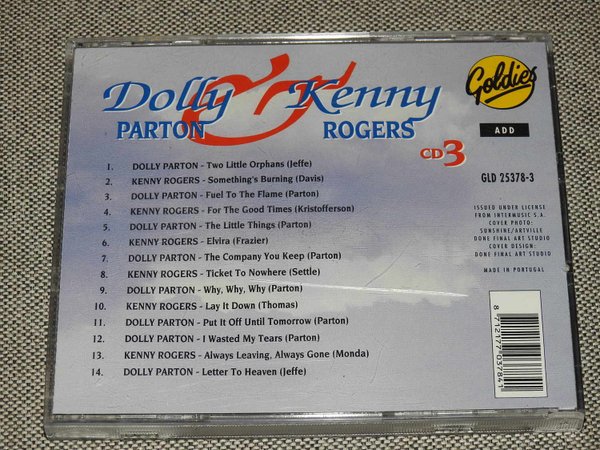 Dolly & Kenny
PARTON ROGERS
CD 3
Goldies
ADD
GLD 25378-3
1. DOLLY PARTON - Two Little Orphans (Jeffe)
2. KENNY ROGERS - Something's Burning (Davis)
3. DOLLY PARTON - Fuel To The Flame (Parton)
4. KENNY ROGERS - For The Good Times (Kristofferson)
5. DOLLY PARTON - The Little Things (Parton)
6. KENNY ROGERS - Elvira (Frazier)
7. DOLLY PARTON - The Company You Keep (Parton)
8. KENNY ROGERS - Ticket To Nowhere (Settle)
9. DOLLY PARTON - Why, Why, Why (Parton)
10. KENNY ROGERS - Lay It Down (Thomas)
11. DOLLY PARTON - Put It Off Until Tomorrow (Parton)
12. DOLLY PARTON - I Wasted My Tears (Parton)
13. KENNY ROGERS - Always Leaving, Always Gone (Monda)
14. DOLLY PARTON - Letter To Heaven (Jeffe)
ISSUED UNDER LICENSE
FROM INTERMUSIC S.A.
COVER PHOTO:
SUNSHINE/ARTVILLE
DONE FINAL ART STUDIO
COVER DESIGN:
DONE FINAL ART STUDIO
MADE IN PORTUGAL
8 712177 037841